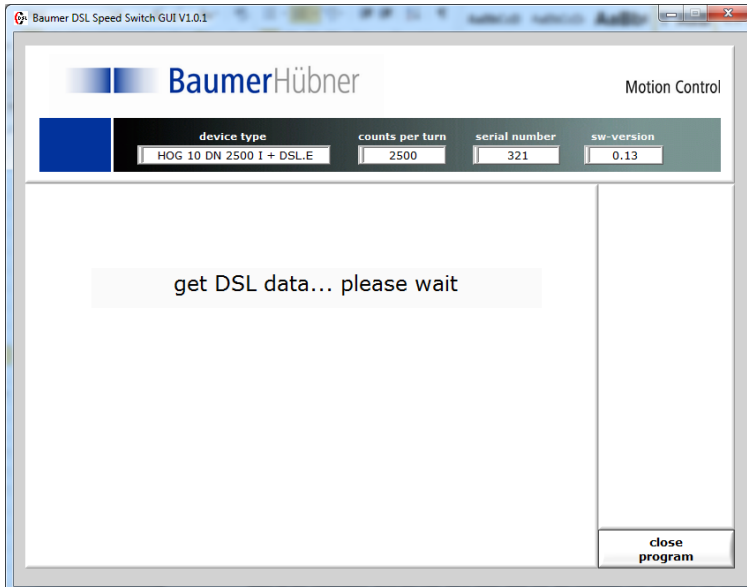 Baumer DSL Speed Switch GUI V1.0.1
BaumerHübner
Motion Control
device type counts per turn serial number sw-version
HOG 10 DN 2500 I + DSL.E 2500 321 0.13
get DSL data... please wait
close
program